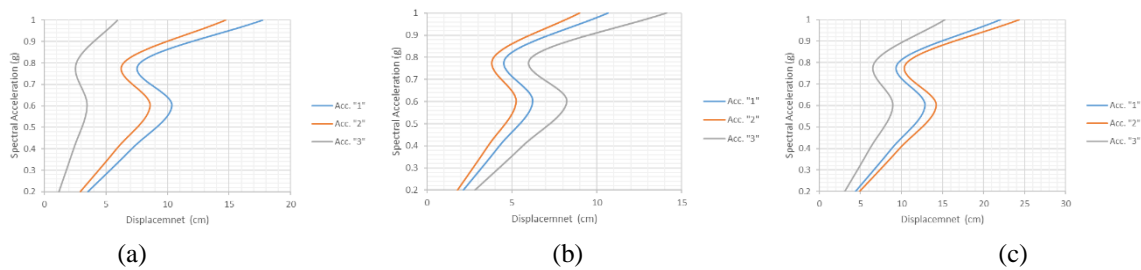 1
0.9
0.8
0.7
0.6
0.5
0.4
0.3
0.2
Spectral Acceleration (g)
0 5 10 15 20
Displacemnet (cm)
Acc. "1"
Acc. "2"
Acc. "3"
(a)
1
0.9
0.8
0.7
0.6
0.5
0.4
0.3
0.2
Spectral Acceleration (g)
0 5 10 15
Displacemnet (cm)
Acc. "1"
Acc. "2"
Acc. "3"
(b)
1
0.9
0.8
0.7
0.6
0.5
0.4
0.3
0.2
Spectral Acceleration (g)
0 5 10 15 20 25 30
Displacemnet (cm)
Acc. "1"
Acc. "2"
Acc. "3"
(c)